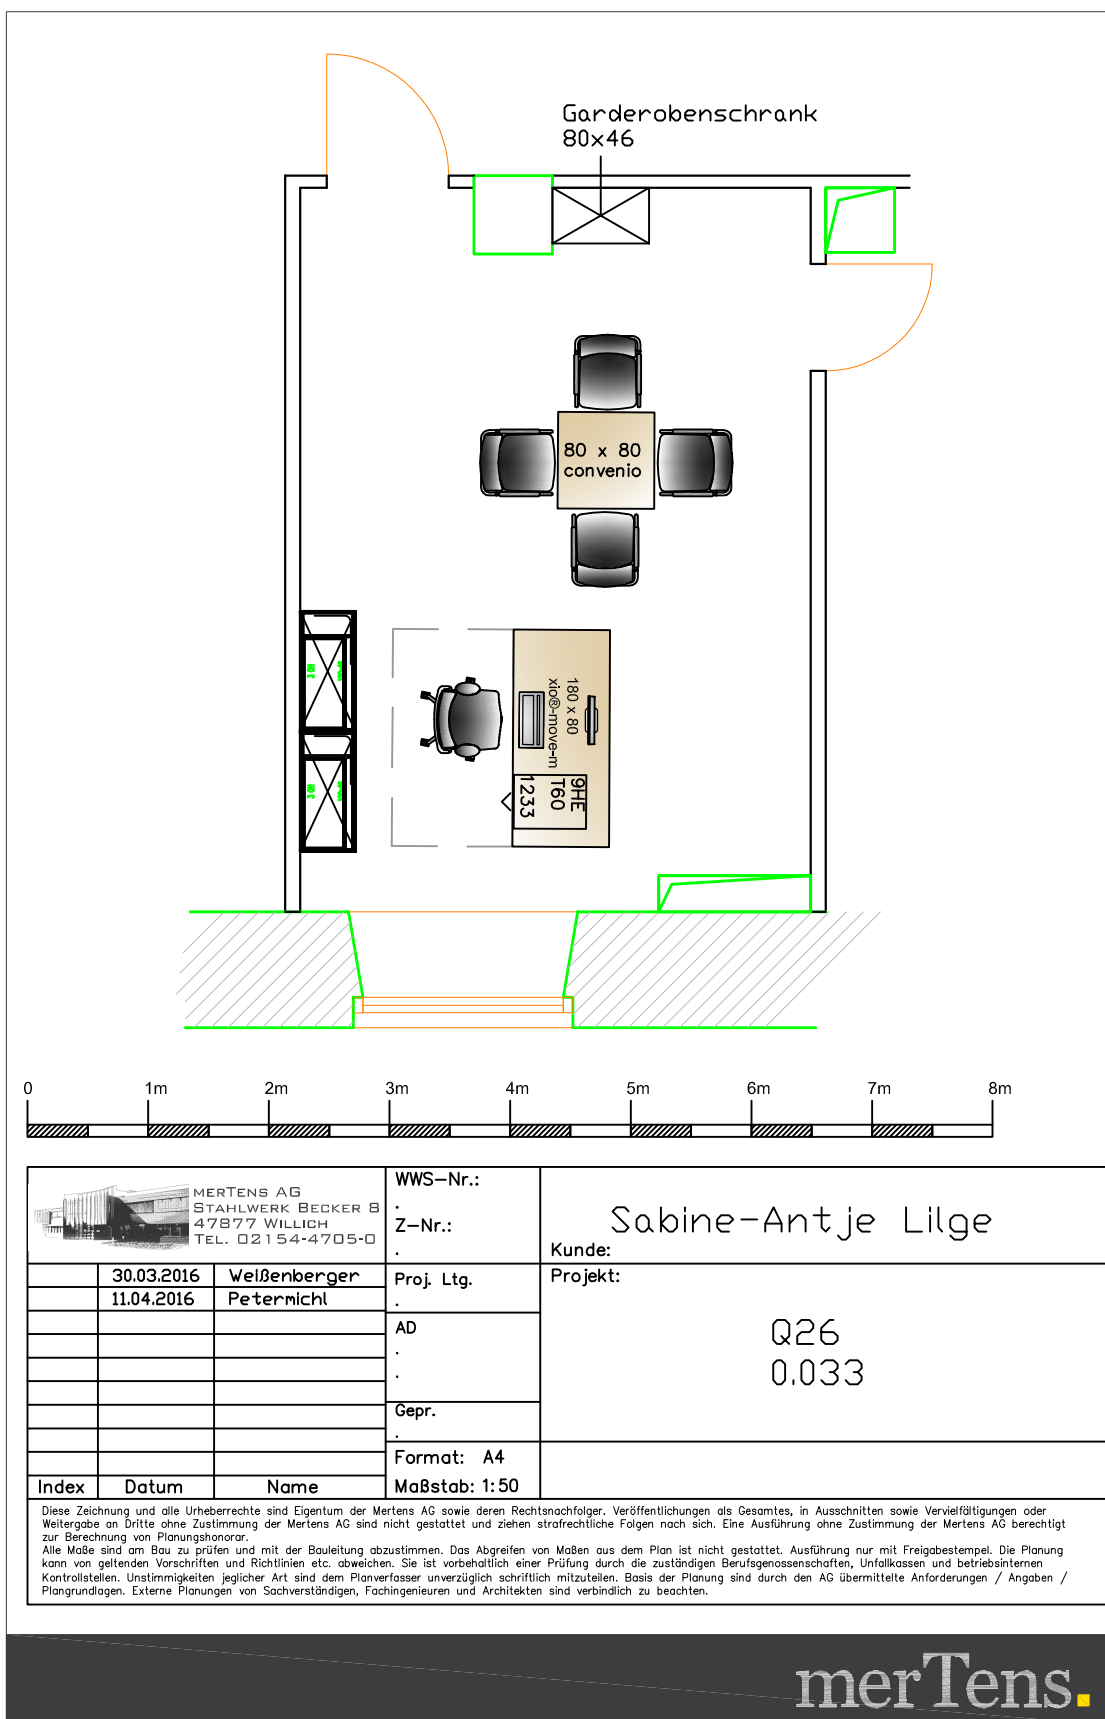 Garderobenschrank
80x46
80 x 80
convenio
3 OH
3 OH
180 x 80
xio®-move-m
9HE
T60
1233
0 1m 2m 3m 4m 5m 6m 7m 8m
merTens AG
Stahlwerk Becker 8
47877 Willich
Tel. 02154-4705-0
WWS-Nr.:
.
Z-Nr.:
.
Kunde:
Sabine-Antje Lilge
30.03.2016 Weißenberger
11.04.2016 Petermichl
Index Datum Name
Proj. Ltg.
.
AD
.
.
Gepr.
.
Format: A4
Maßstab: 1:50
Projekt:
Q26
0.033
Diese Zeichnung und alle Urheberrechte sind Eigentum der Mertens AG sowie deren Rechtsnachfolger. Veröffentlichungen als Gesamtes, in Ausschnitten sowie Vervielfältigungen oder
Weitergabe an Dritte ohne Zustimmung der Mertens AG sind nicht gestattet und ziehen strafrechtliche Folgen nach sich. Eine Ausführung ohne Zustimmung der Mertens AG berechtigt
zur Berechnung von Planungshonorar.
Alle Maße sind am Bau zu prüfen und mit der Bauleitung abzustimmen. Das Abgreifen von Maßen aus dem Plan ist nicht gestattet. Ausführung nur mit Freigabestempel. Die Planung
kann von geltenden Vorschriften und Richtlinien etc. abweichen. Sie ist vorbehaltlich einer Prüfung durch die zuständigen Berufsgenossenschaften, Unfallkassen und betriebsinternen
Kontrollstellen. Unstimmigkeiten jeglicher Art sind dem Planverfasser unverzüglich schriftlich mitzuteilen. Basis der Planung sind durch den AG übermittelte Anforderungen / Angaben /
Plangrundlagen. Externe Planungen von Sachverständigen, Fachingenieuren und Architekten sind verbindlich zu beachten.
merTens.